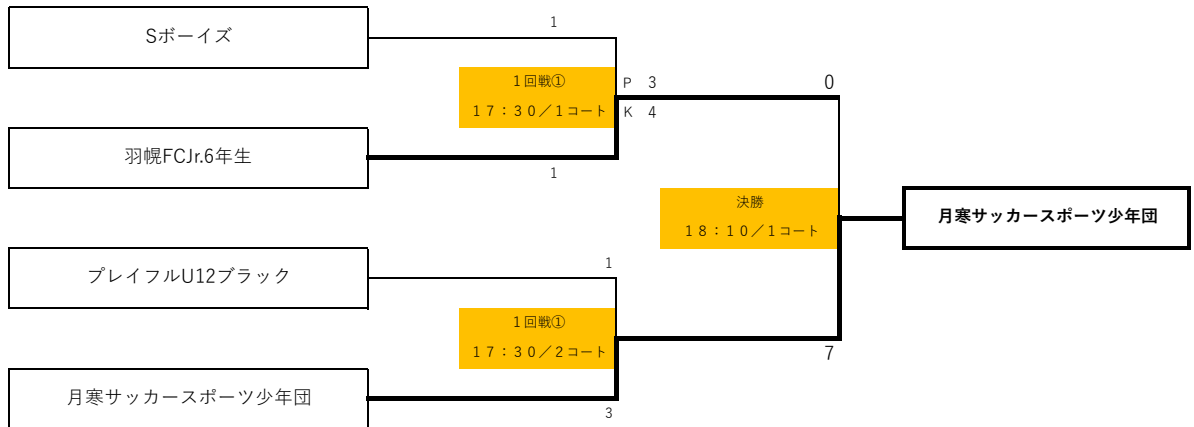 Sボーイズ
1
1回戦①
17：30／1コート
P 3
K 4
0
羽幌FCJr.6年生
1
決勝
18：10／1コート
月寒サッカースポーツ少年団
プレイフルU12ブラック
1
1回戦①
17：30／2コート
7
月寒サッカースポーツ少年団
3